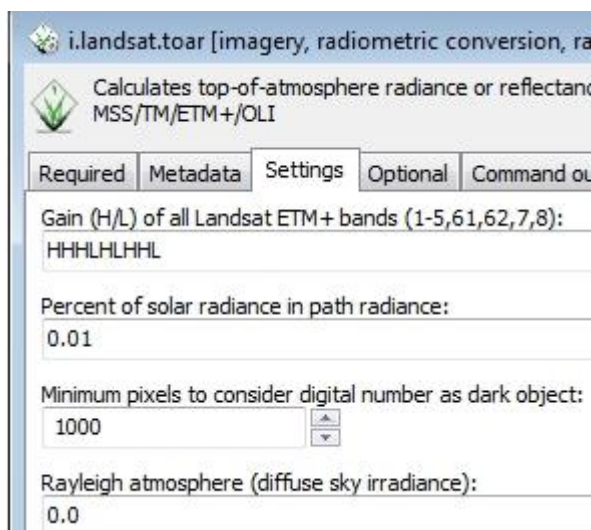 i.landsat.toar [imagery, radiometric conversion, ra
Calculates top-of-atmosphere radiance or reflectanc
MSS/TM/ETM+/OLI
Required Metadata Settings Optional Command ou
Gain (H/L) of all Landsat ETM+ bands (1-5,61,62,7,8):
HHHLHLHHL
Percent of solar radiance in path radiance:
0.01
Minimum pixels to consider digital number as dark object:
1000
Rayleigh atmosphere (diffuse sky irradiance):
0.0